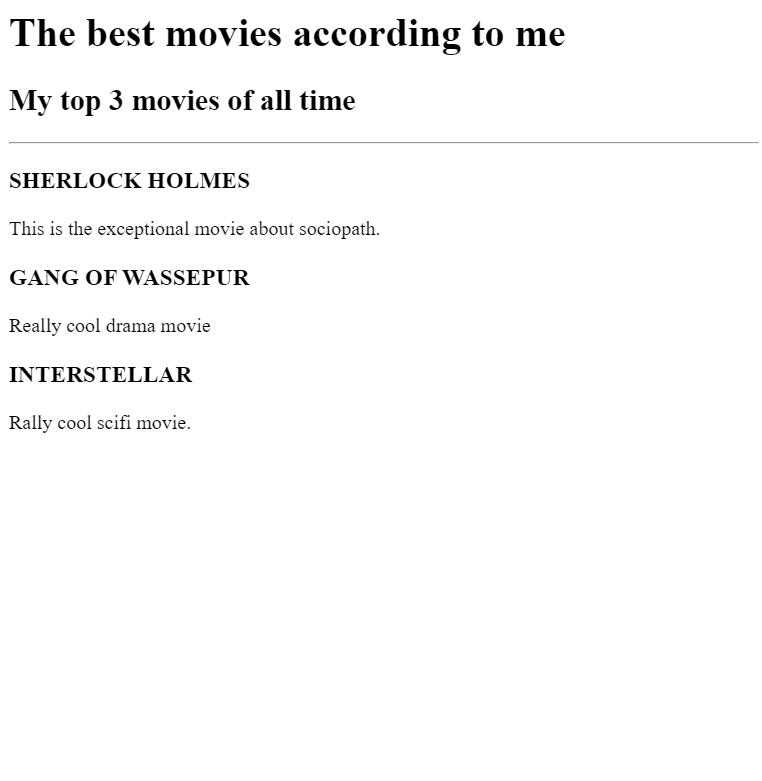 The best movies according to me
My top 3 movies of all time
SHERLOCK HOLMES
This is the exceptional movie about sociopath.
GANG OF WASSEPUR
Really cool drama movie
INTERSTELLAR
Rally cool scifi movie.